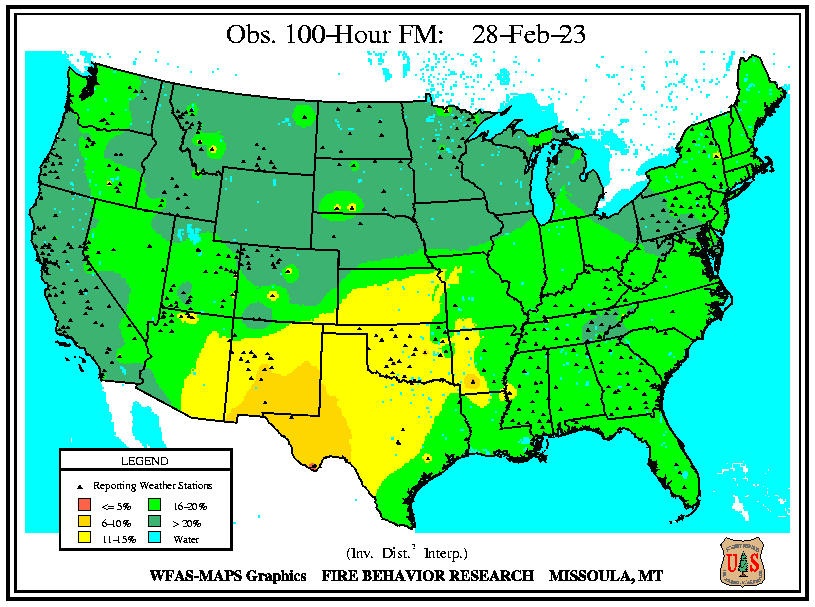 Obs. 100-Hour FM: 28-Feb-23
LEGEND
Reporting Weather Stations
<= 5% 16-20%
6-10% > 20%
11-15% Water
(Inv. Dist.² Interp.)
WFAS-MAPS Graphics FIRE BEHAVIOR RESEARCH MISSOULA, MT
US